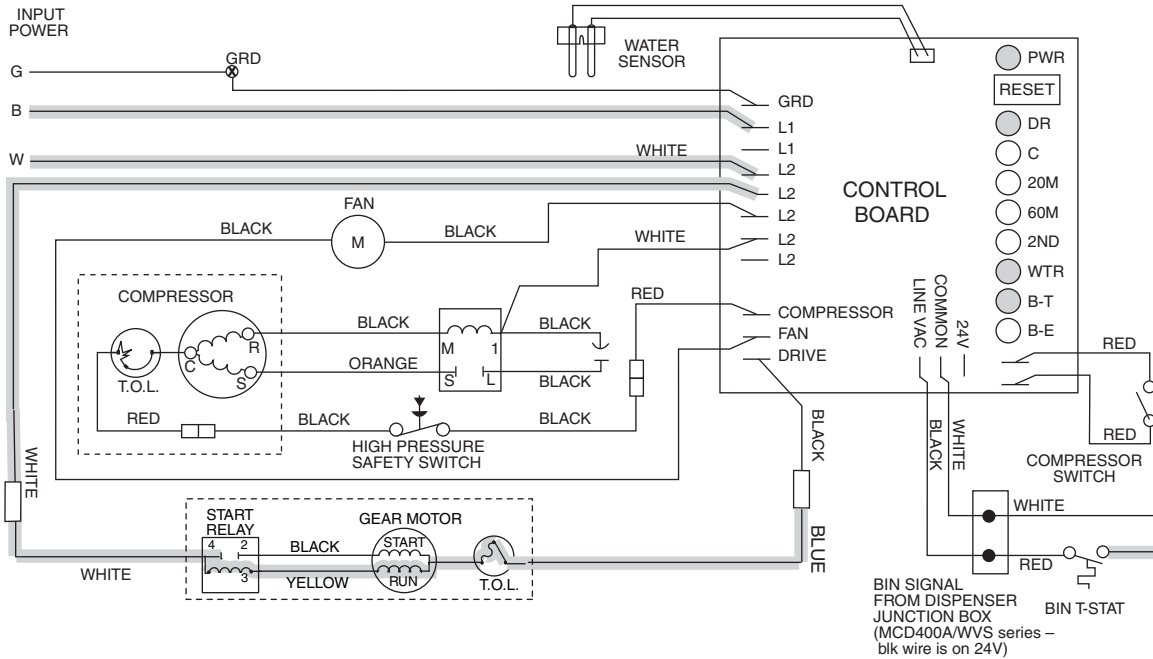 INPUT
POWER
G
GRD
B
W
WHITE
WATER
SENSOR
GRD
L1
L1
L2
L2
L2
L2
L2
CONTROL
BOARD
PWR
RESET
DR
C
20M
60M
2ND
WTR
B-T
B-E
FAN
M
BLACK
BLACK
WHITE
RED
COMPRESSOR
FAN
DRIVE
LINE VAC
COMMON
24V
COMPRESSOR
T.O.L.
C
R
S
BLACK
ORANGE
M
1
S
L
BLACK
BLACK
RED
BLACK
HIGH PRESSURE
SAFETY SWITCH
BLACK
RED
RED
COMPRESSOR
SWITCH
BLACK
WHITE
BLACK
BLUE
WHITE
WHITE
START
RELAY
4
2
3
BLACK
YELLOW
GEAR MOTOR
START
RUN
T.O.L.
WHITE
RED
BIN T-STAT
BIN SIGNAL
FROM DISPENSER
JUNCTION BOX
(MCD400A/WVS series –
blk wire is on 24V)